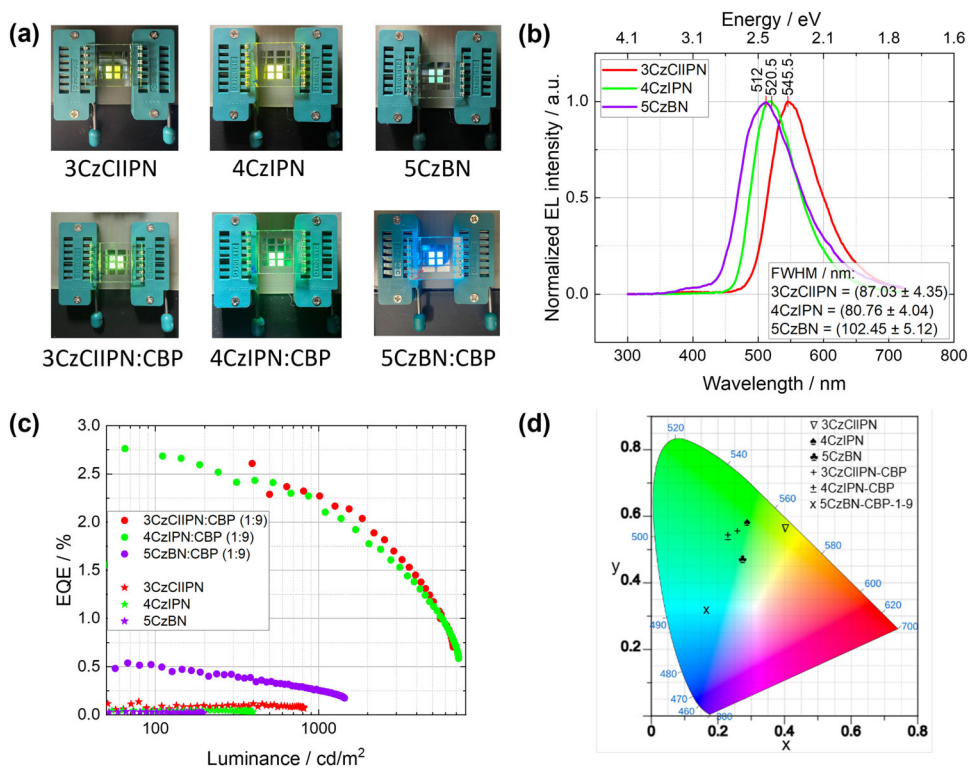 (a)
3CzClIPN
4CzIPN
5CzBN
3CzClIPN:CBP
4CzIPN:CBP
5CzBN:CBP
(b)
Energy / eV
4.1 3.1 2.5 2.1 1.8 1.6
3CzClIPN
4CzIPN
5CzBN
512
520.5
545.5
Normalized EL intensity / a.u.
1.0
0.5
0.0
FWHM / nm:
3CzClIPN = (87.03 ± 4.35)
4CzIPN = (80.76 ± 4.04)
5CzBN = (102.45 ± 5.12)
300 400 500 600 700 800
Wavelength / nm
(c)
EQE / %
3.0
2.5
2.0
1.5
1.0
0.5
0.0
3CzClIPN:CBP (1:9)
4CzIPN:CBP (1:9)
5CzBN:CBP (1:9)
3CzClIPN
4CzIPN
5CzBN
100 1000
Luminance / cd/m²
(d)
▽ 3CzClIPN
♠ 4CzIPN
♣ 5CzBN
+ 3CzClIPN-CBP
± 4CzIPN-CBP
x 5CzBN-CBP-1-9
y
0.8
0.6
0.4
0.2
520
540
560
500
580
600
620
700
490
480
470
460
380
0 0.2 0.4 0.6 0.8
x